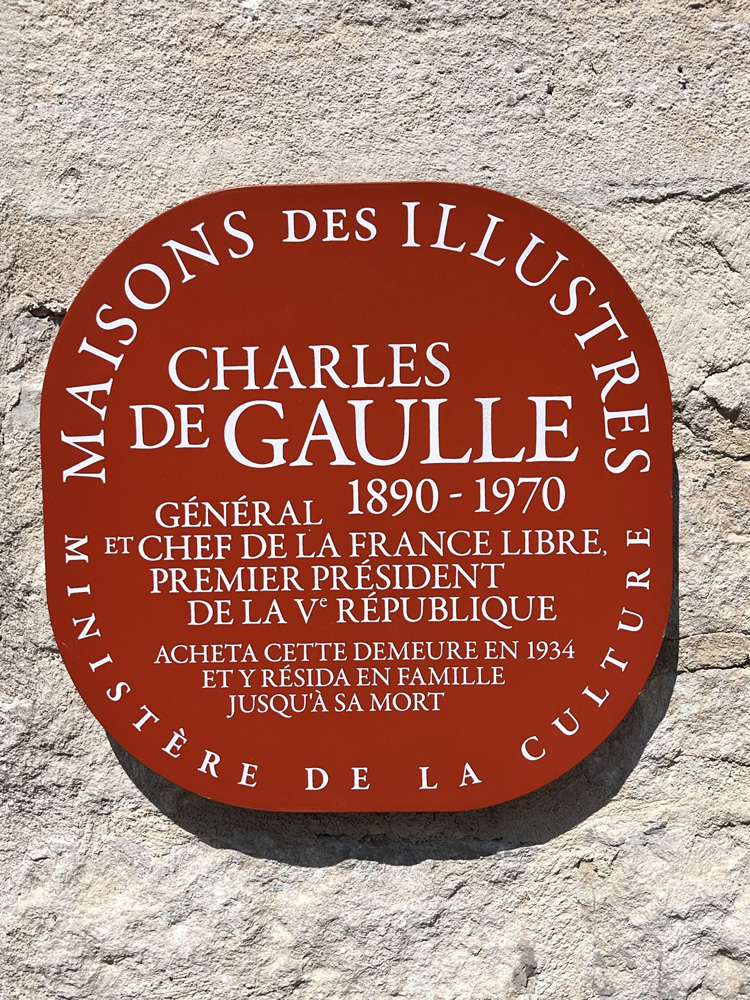 MAISONS DES ILLUSTRES
CHARLES
DE GAULLE
1890 - 1970
GÉNÉRAL
ET CHEF DE LA FRANCE LIBRE,
PREMIER PRÉSIDENT
DE LA Ve RÉPUBLIQUE
ACHETA CETTE DEMEURE EN 1934
ET Y RÉSIDA EN FAMILLE
JUSQU'À SA MORT
MINISTÈRE DE LA CULTURE